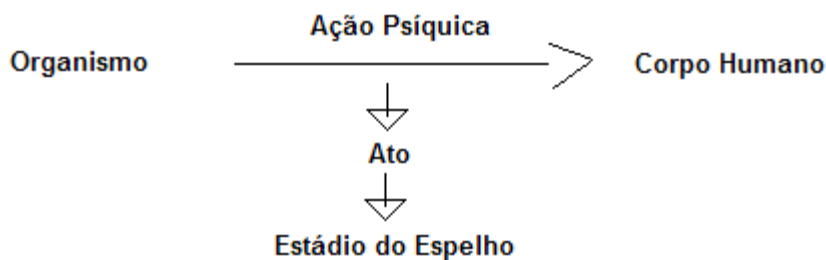 Ação Psíquica
Organismo
Corpo Humano
Ato
Estádio do Espelho